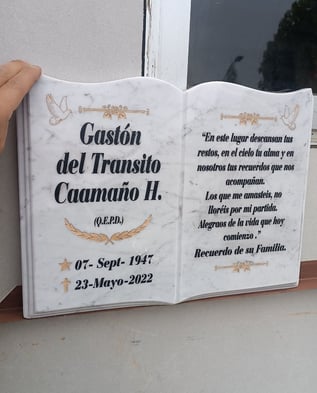 Gastón
del Transito
Caamaño H.
(Q.E.P.D.)
07- Sept- 1947
23-Mayo-2022
"En este lugar descansan tus
restos, en el cielo tu alma y en
nosotros tus recuerdos que nos
acompañan.
Los que me amasteis, no
lloréis por mi partida.
Alegraos de la vida que hoy
comienzo ."
Recuerdo de su Familia.